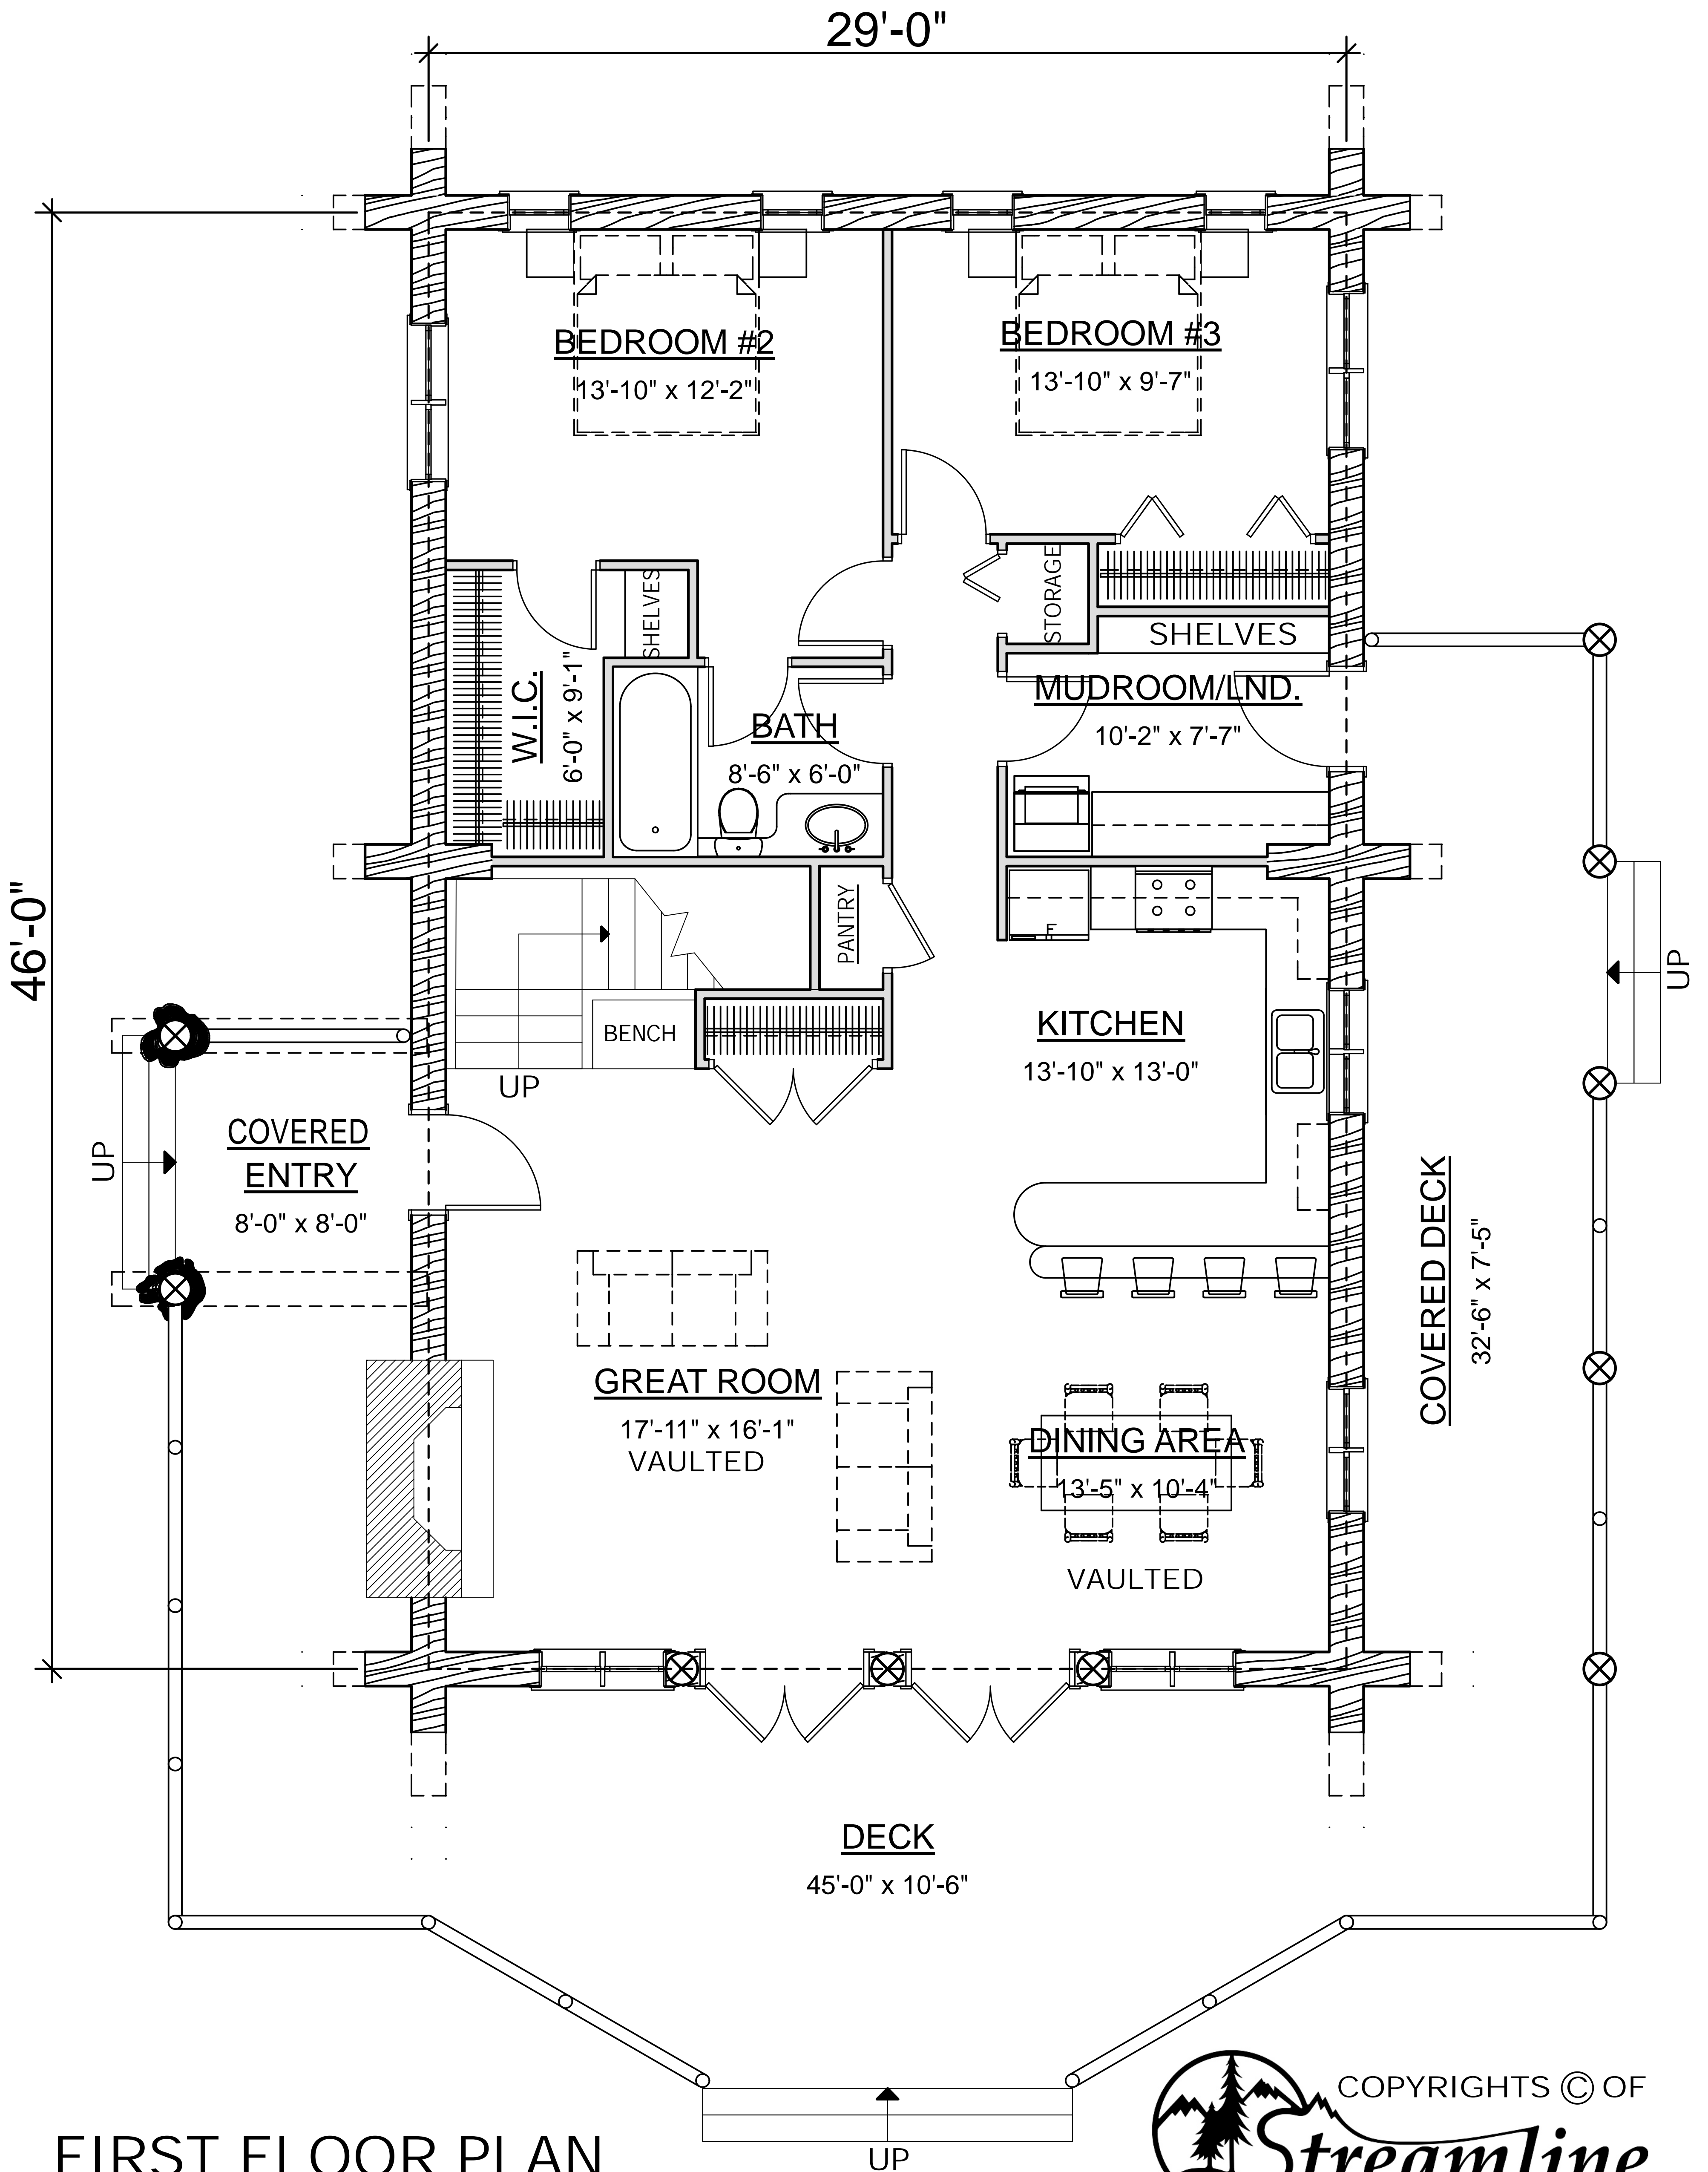 29'-0"
46'-0"
BEDROOM #2
13'-10" x 12'-2"
BEDROOM #3
13'-10" x 9'-7"
SHELVES
STORAGE
SHELVES
W.I.C.
6'-0" x 9'-1"
BATH
8'-6" x 6'-0"
MUDROOM/LND.
10'-2" x 7'-7"
PANTRY
F
BENCH
UP
KITCHEN
13'-10" x 13'-0"
UP
COVERED
ENTRY
8'-0" x 8'-0"
UP
COVERED DECK
32'-6" x 7'-5"
GREAT ROOM
17'-11" x 16'-1"
VAULTED
DINING AREA
13'-5" x 10'-4"
VAULTED
DECK
45'-0" x 10'-6"
UP
FIRST FLOOR PLAN
COPYRIGHTS © OF
Streamline